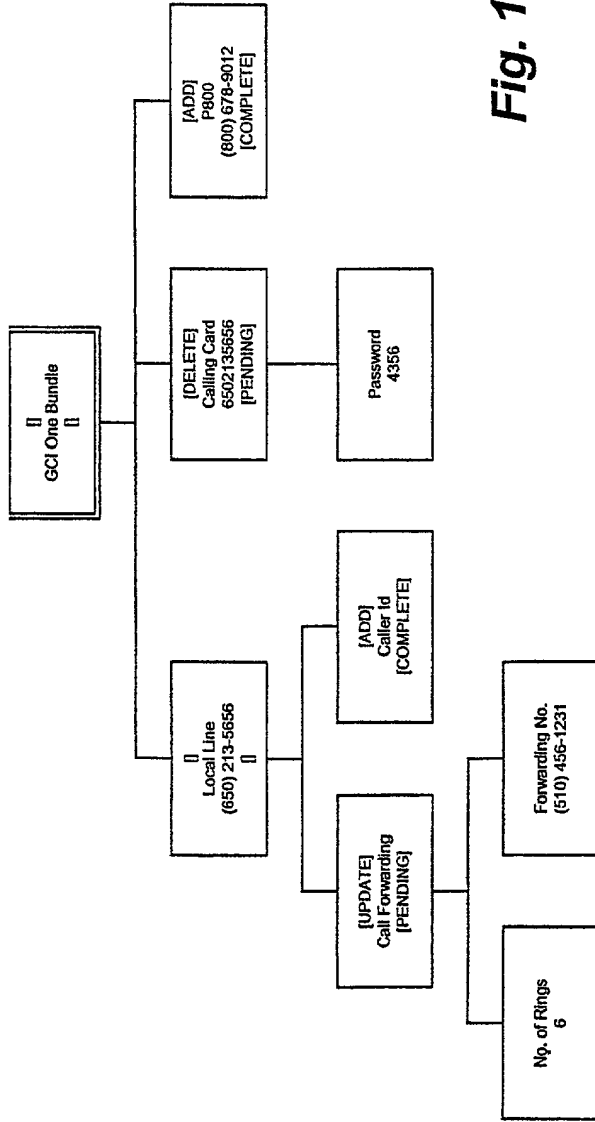 []
GCI One Bundle
[]
[]
Local Line
(650) 213-5656
[]
[DELETE]
Calling Card
6502135656
[PENDING]
[ADD]
P800
(800) 678-9012
[COMPLETE]
[UPDATE]
Call Forwarding
[PENDING]
[ADD]
Caller Id
[COMPLETE]
Password
4356
No. of Rings
6
Forwarding No.
(510) 456-1231
Fig. 1